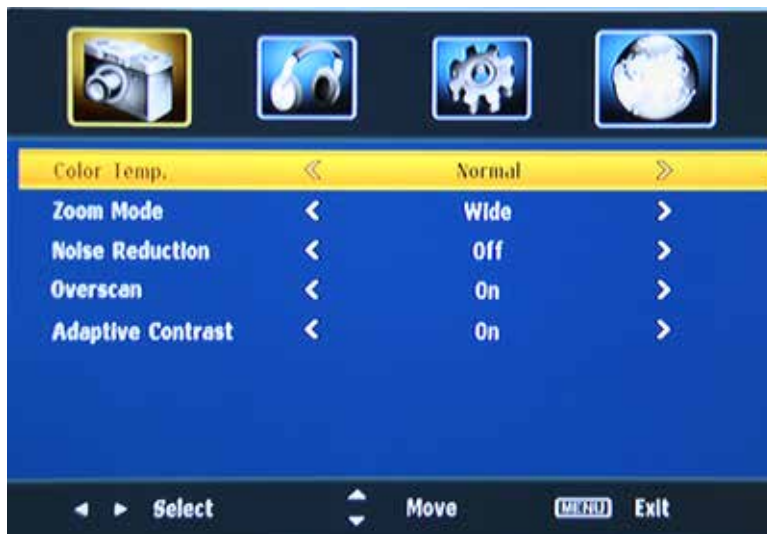 Color Temp. Normal
Zoom Mode Wide
Noise Reduction Off
Overscan On
Adaptive Contrast On
Select Move MENU Exit